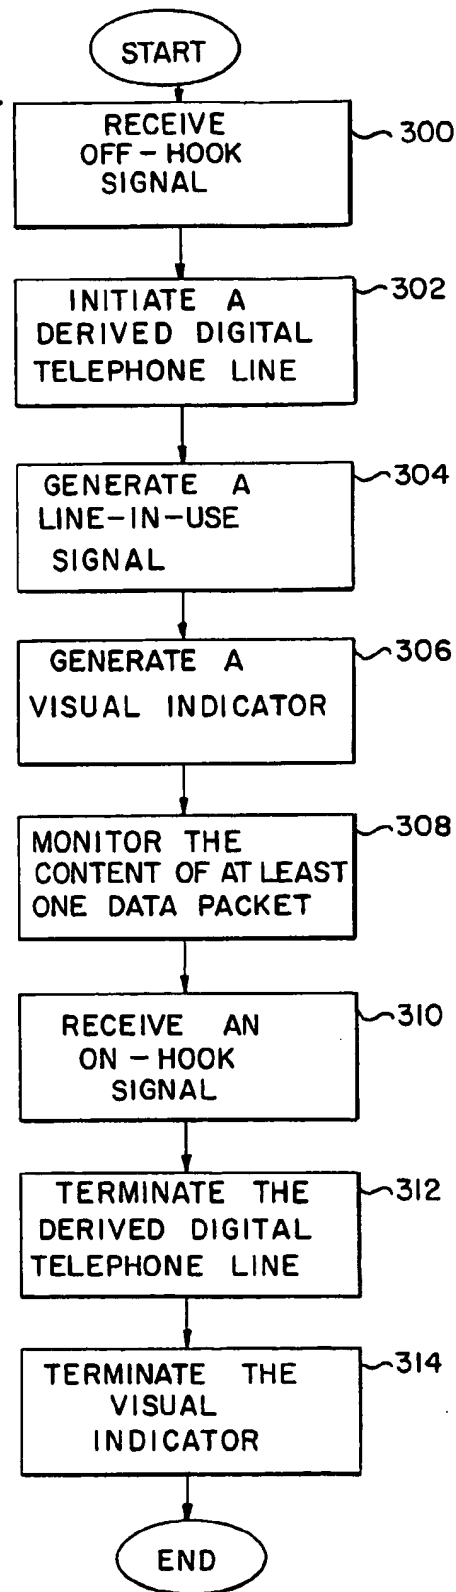 START
RECEIVE
OFF-HOOK
SIGNAL
300
INITIATE A
DERIVED DIGITAL
TELEPHONE LINE
302
GENERATE A
LINE-IN-USE
SIGNAL
304
GENERATE A
VISUAL INDICATOR
306
MONITOR THE
CONTENT OF AT LEAST
ONE DATA PACKET
308
RECEIVE AN
ON-HOOK
SIGNAL
310
TERMINATE THE
DERIVED DIGITAL
TELEPHONE LINE
312
TERMINATE THE
VISUAL
INDICATOR
314
END